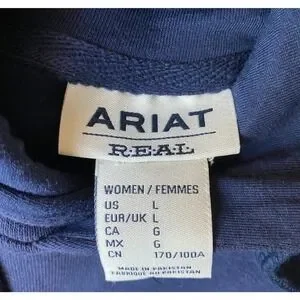 ARIAT
REAL
WOMEN / FEMMES
US L
EUR/UK L
CA G
MX G
CN 170/100A
MADE IN PAKISTAN
FABRIQUÉ AU PAKISTAN